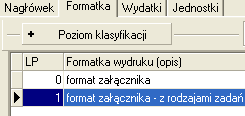 Nagłówek Formatka Wydatki Jednostki
+ Poziom klasyfikacji
LP Formatka wydruku (opis)
0 format załącznika
1 format załącznika - z rodzajami zadań